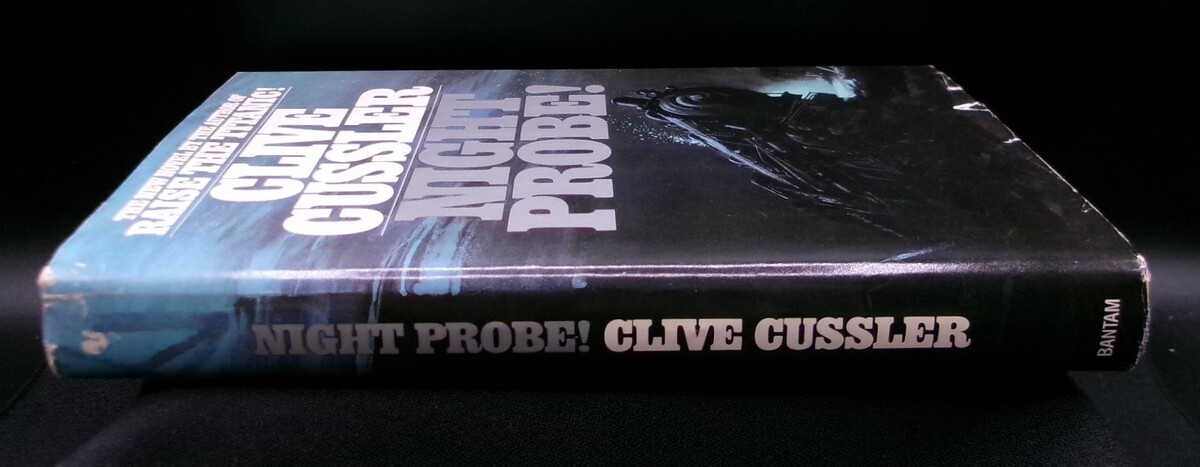 THE NEW NOVEL BY THE AUTHOR OF
RAISE THE TITANIC!
CLIVE
CUSSLER
NIGHT
PROBE!
NIGHT PROBE! CLIVE CUSSLER
BANTAM